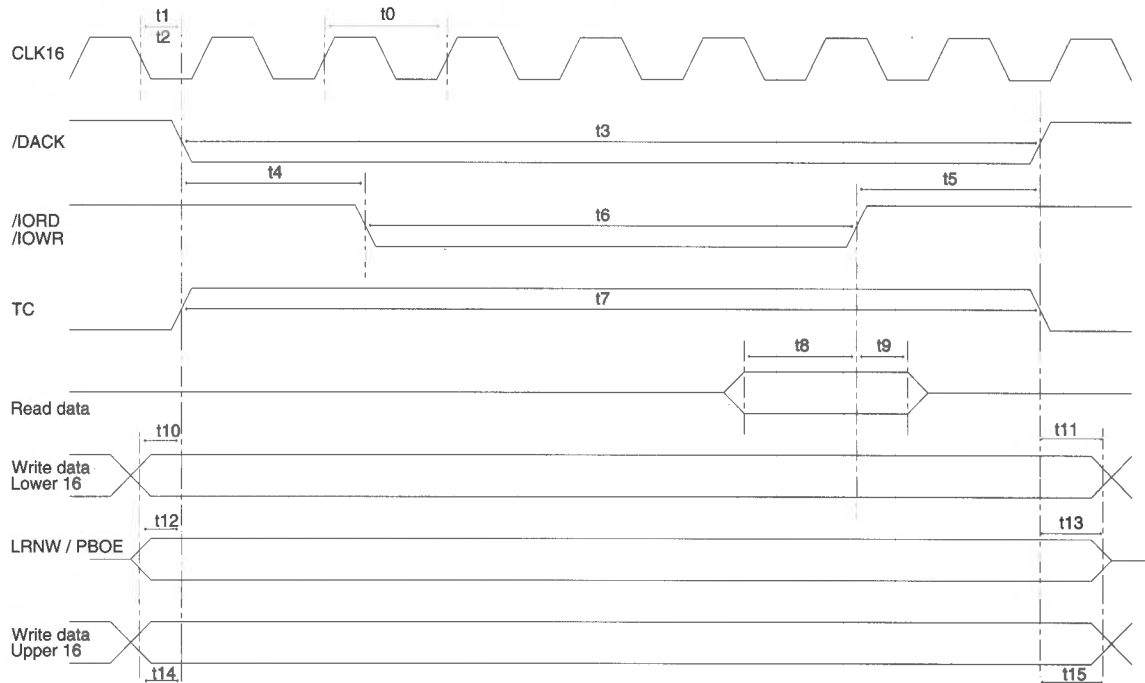 t1
t0
t2
CLK16
/DACK
t3
t4
t5
/IORD
/IOWR
t6
TC
t7
t8
t9
Read data
t10
t11
Write data
Lower 16
t12
t13
LRNW / PBOE
Write data
Upper 16
t14
t15